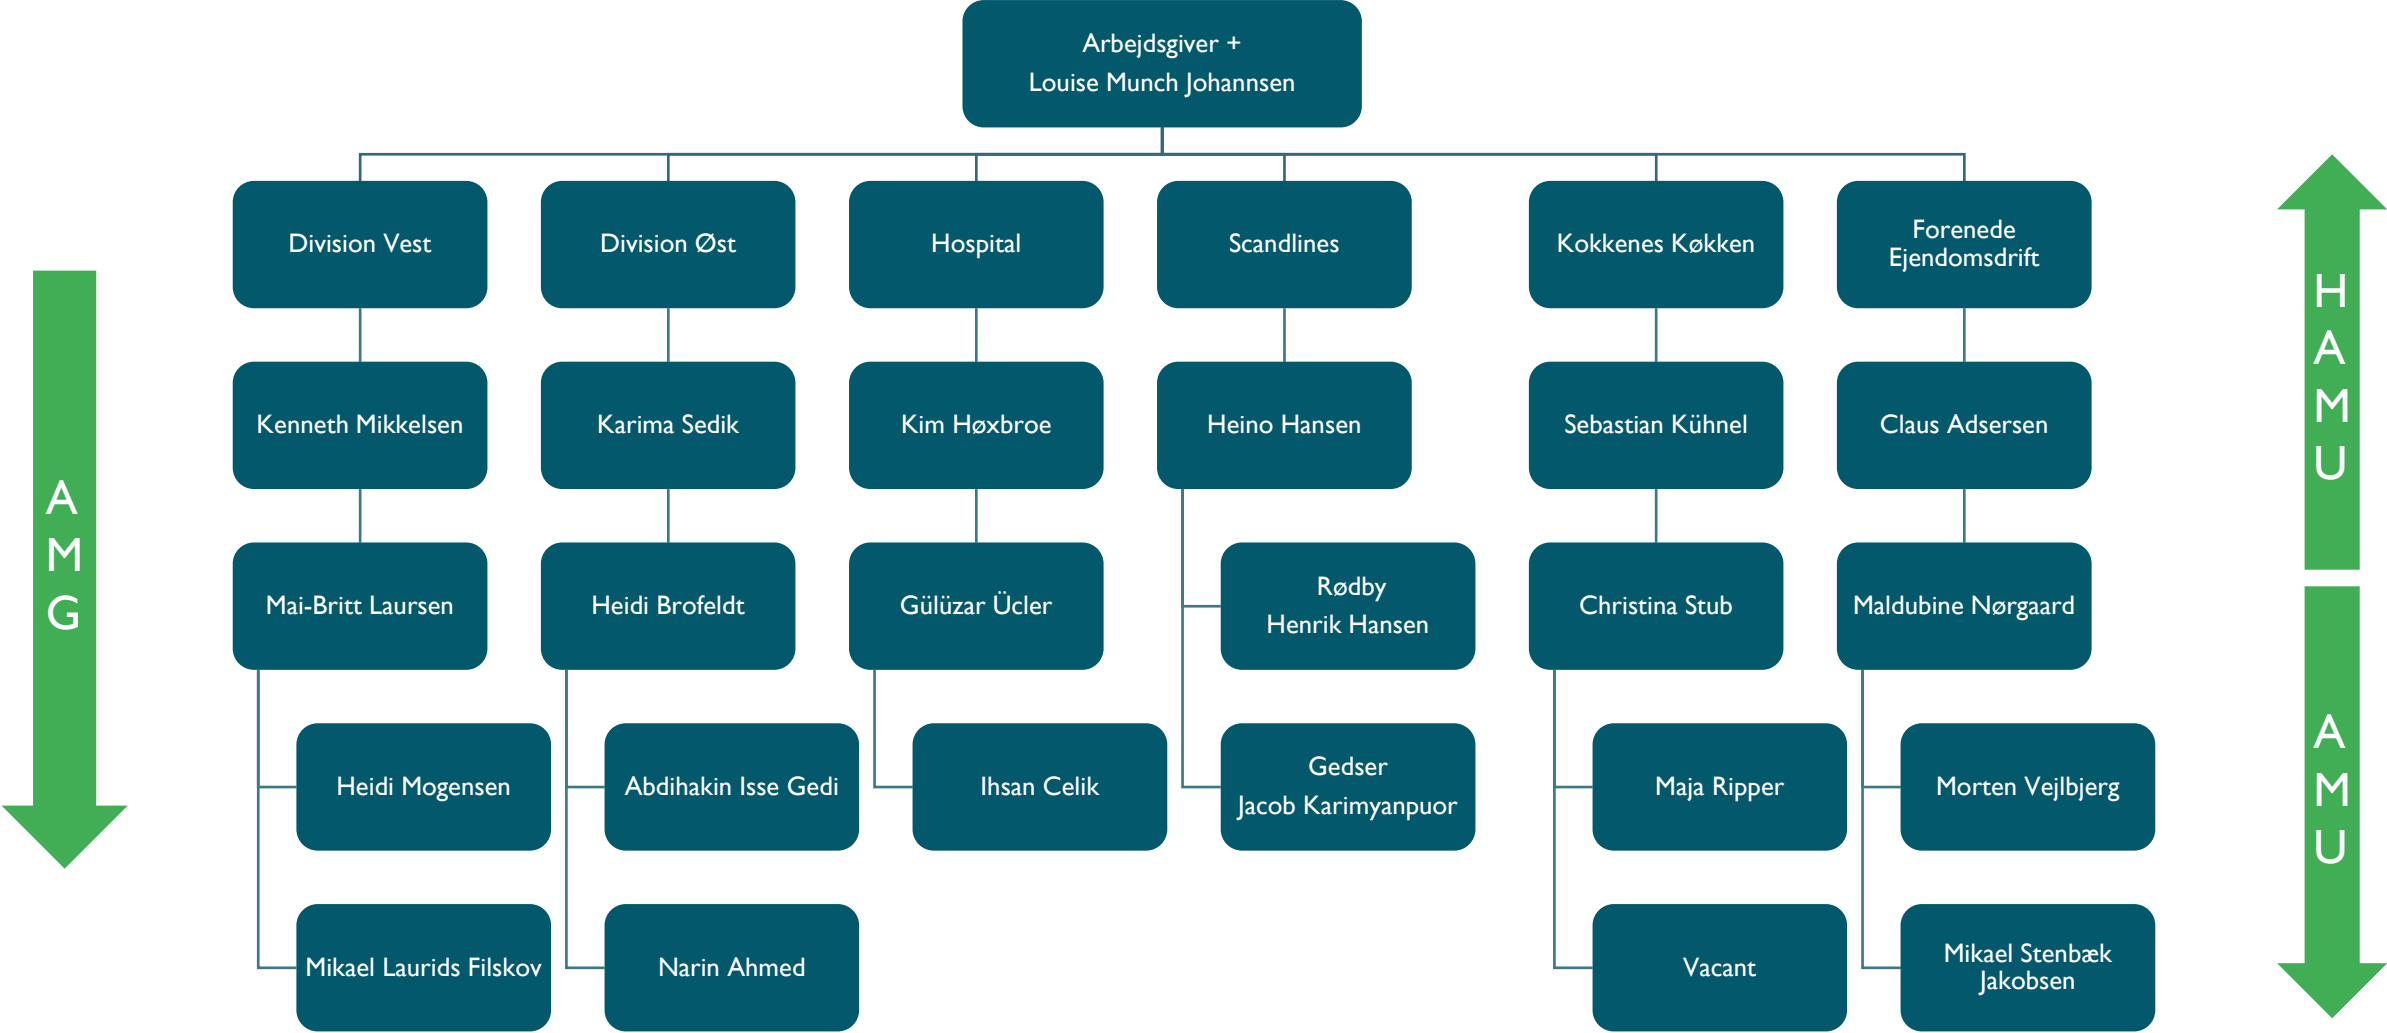 Arbejdsgiver +
Louise Munch Johannsen
Division Vest
Division Øst
Hospital
Scandlines
Kokkenes Køkken
Forenede
Ejendomsdrift
Kenneth Mikkelsen
Karima Sedik
Kim Høxbroe
Heino Hansen
Sebastian Kühnel
Claus Adsersen
Mai-Britt Laursen
Heidi Brofeldt
Gülüzar Ücler
Rødby
Henrik Hansen
Christina Stub
Maldubine Nørgaard
Heidi Mogensen
Abdihakin Isse Gedi
Ihsan Celik
Gedser
Jacob Karimyanpuor
Maja Ripper
Morten Vejlbjerg
Mikael Laurids Filskov
Narin Ahmed
Vacant
Mikael Stenbæk
Jakobsen
A
M
G
H
A
M
U
A
M
U